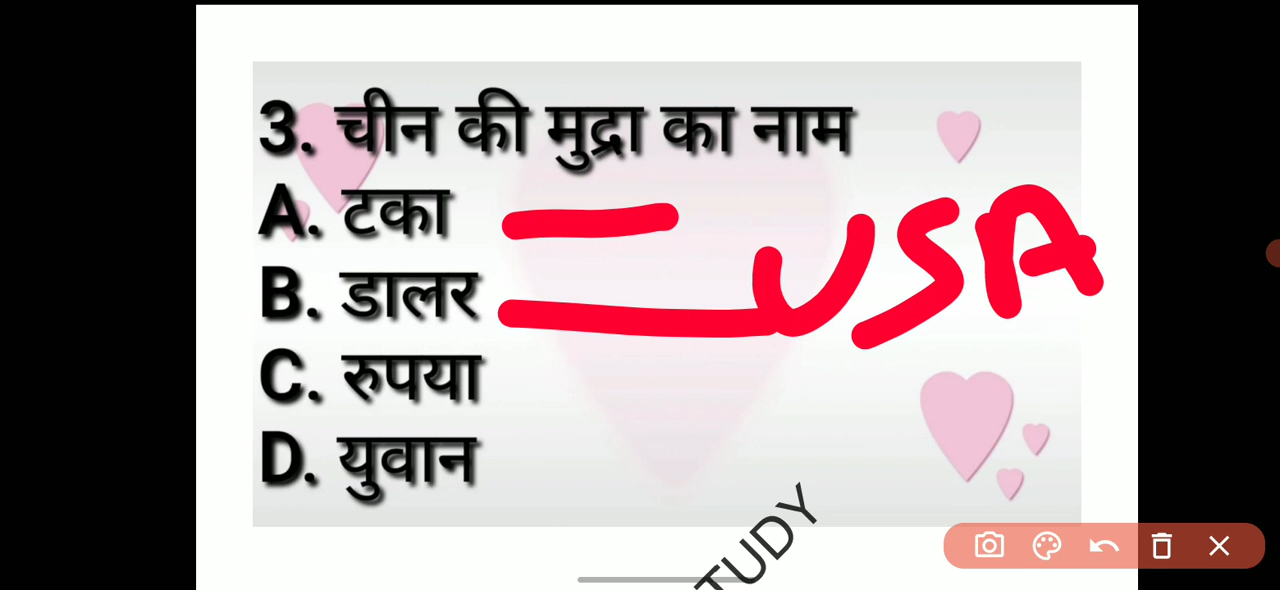 3. चीन की मुद्रा का नाम
A. टका
B. डालर
USA
C. रुपया
D. युवान
TUDY